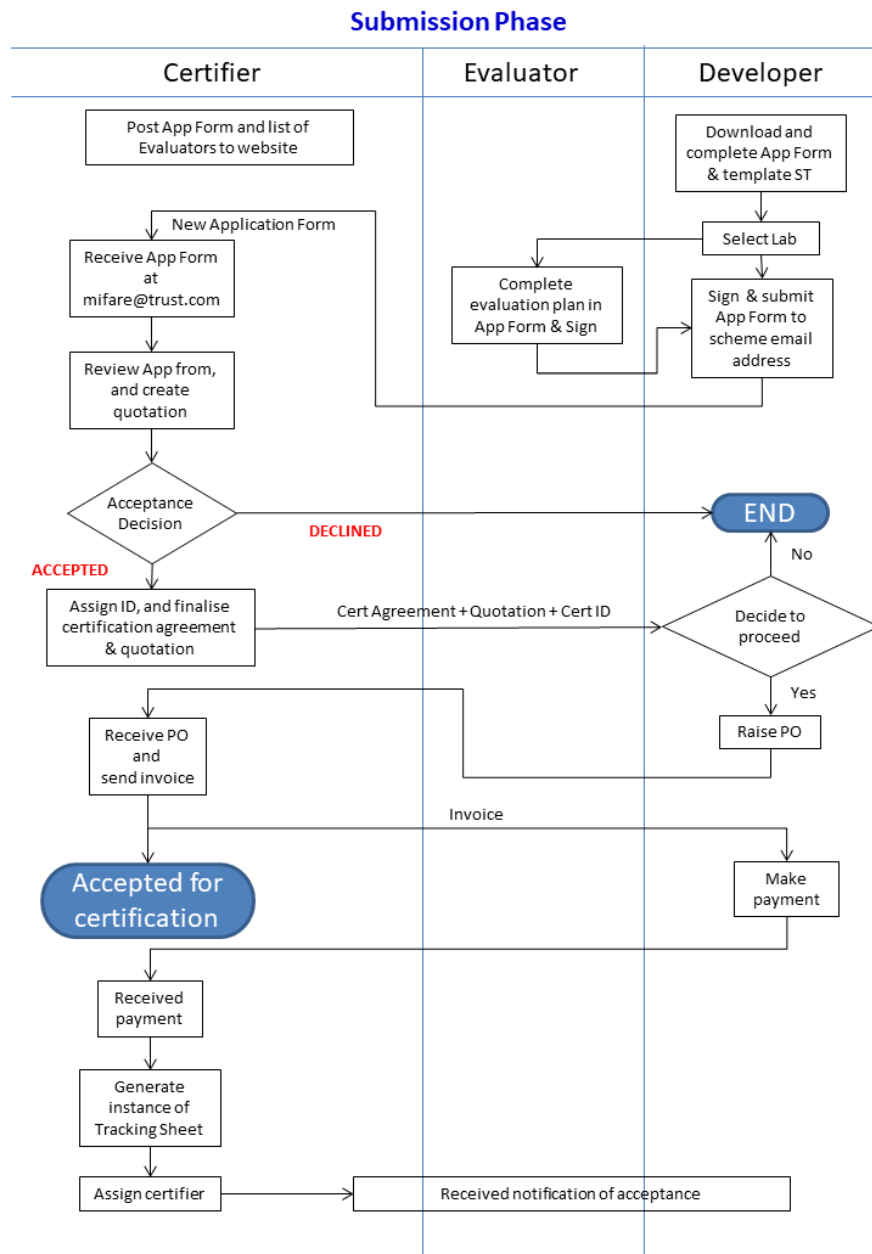 Submission Phase
Certifier
Evaluator
Developer
Post App Form and list of
Evaluators to website
Download and
complete App Form
& template ST
New Application Form
Select Lab
Receive App Form
at
mifare@trust.com
Complete
evaluation plan in
App Form & Sign
Sign & submit
App Form to
scheme email
address
Review App from,
and create
quotation
Acceptance
Decision
DECLINED
END
No
ACCEPTED
Assign ID, and finalise
certification agreement
& quotation
Cert Agreement + Quotation + Cert ID
Decide to
proceed
Yes
Receive PO
and
send invoice
Raise PO
Invoice
Accepted for
certification
Make
payment
Received
payment
Generate
instance of
Tracking Sheet
Assign certifier
Received notification of acceptance